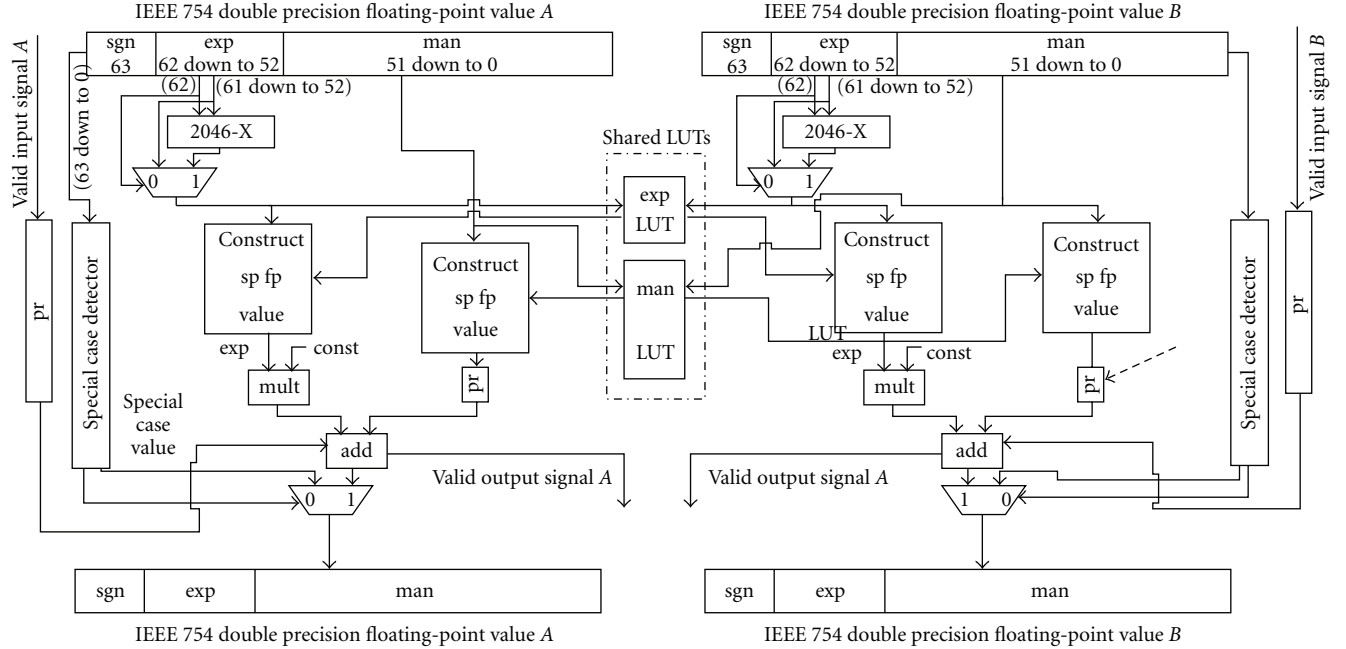 IEEE 754 double precision floating-point value A
IEEE 754 double precision floating-point value B
Valid input signal A
sgn
63
exp
62 down to 52
man
51 down to 0
(62)
(61 down to 52)
(63 down to 0)
2046-X
0 1
pr
Special case detector
Construct
sp fp
value
Construct
sp fp
value
exp
const
mult
pr
Special
case
value
add
0 1
Valid output signal A
Shared LUTs
exp
LUT
man
LUT
sgn
63
exp
62 down to 52
man
51 down to 0
(62)
(61 down to 52)
Valid input signal B
2046-X
0 1
Construct
sp fp
value
Construct
sp fp
value
LUT
exp
const
mult
pr
Special case detector
pr
add
1 0
Valid output signal A
sgn
exp
man
IEEE 754 double precision floating-point value A
sgn
exp
man
IEEE 754 double precision floating-point value B